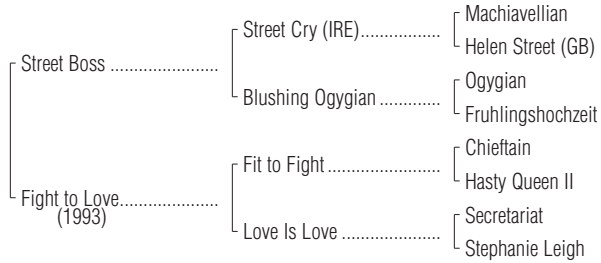 Machiavellian
Street Cry (IRE).................
Helen Street (GB)
Street Boss ......................
Ogygian
Blushing Ogygian .............
Fruhlingshochzeit
Chieftain
Fit to Fight ........................
Hasty Queen II
Fight to Love....................
(1993)
Secretariat
Love Is Love .....................
Stephanie Leigh